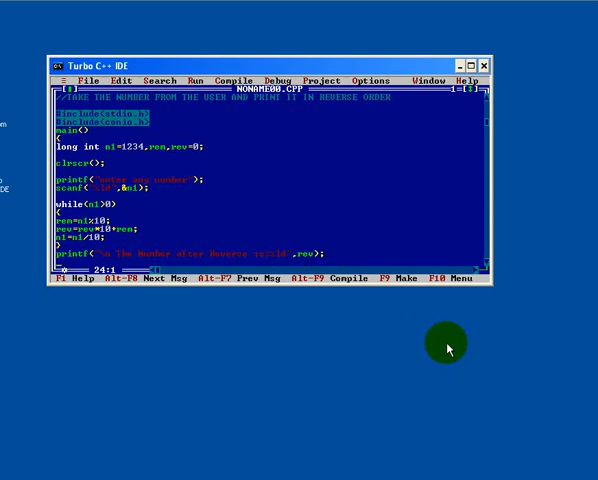 om
o
DE
Turbo C++ IDE
≡ File Edit Search Run Compile Debug Project Options Window Help
[■] NONAME00.CPP 1=[↕]
//TAKE THE NUMBER FROM THE USER AND PRINT IT IN REVERSE ORDER
#include<stdio.h>
#include<conio.h>
main()
{
long int n1=1234,rem,rev=0;
clrscr();
printf("enter any number");
scanf("%ld",&n1);
while(n1>0)
{
rem=n1%10;
rev=rev*10+rem;
n1=n1/10;
}
printf("\n The Number after Reverse is:%ld",rev);
24:1
F1 Help Alt-F8 Next Msg Alt-F7 Prev Msg Alt-F9 Compile F9 Make F10 Menu